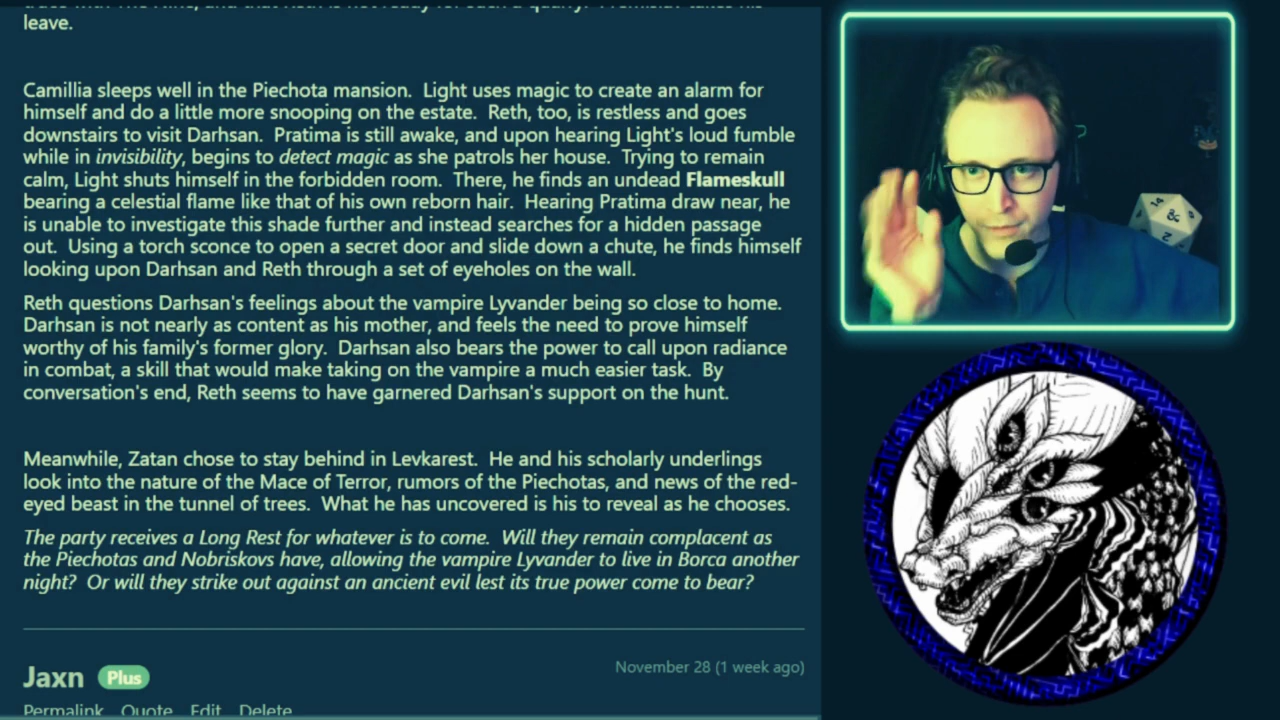 leave.
Camillia sleeps well in the Piechota mansion. Light uses magic to create an alarm for
himself and do a little more snooping on the estate. Reth, too, is restless and goes
downstairs to visit Darhsan. Pratima is still awake, and upon hearing Light's loud fumble
while in invisibility, begins to detect magic as she patrols her house. Trying to remain
calm, Light shuts himself in the forbidden room. There, he finds an undead Flameskull
bearing a celestial flame like that of his own reborn hair. Hearing Pratima draw near, he
is unable to investigate this shade further and instead searches for a hidden passage
out. Using a torch sconce to open a secret door and slide down a chute, he finds himself
looking upon Darhsan and Reth through a set of eyeholes on the wall.
Reth questions Darhsan's feelings about the vampire Lyvander being so close to home.
Darhsan is not nearly as content as his mother, and feels the need to prove himself
worthy of his family's former glory. Darhsan also bears the power to call upon radiance
in combat, a skill that would make taking on the vampire a much easier task. By
conversation's end, Reth seems to have garnered Darhsan's support on the hunt.
Meanwhile, Zatan chose to stay behind in Levkarest. He and his scholarly underlings
look into the nature of the Mace of Terror, rumors of the Piechotas, and news of the red-
eyed beast in the tunnel of trees. What he has uncovered is his to reveal as he chooses.
The party receives a Long Rest for whatever is to come. Will they remain complacent as
the Piechotas and Nobriskovs have, allowing the vampire Lyvander to live in Borca another
night? Or will they strike out against an ancient evil lest its true power come to bear?
Jaxn Plus
November 28 (1 week ago)
Permalink Quote Edit Delete